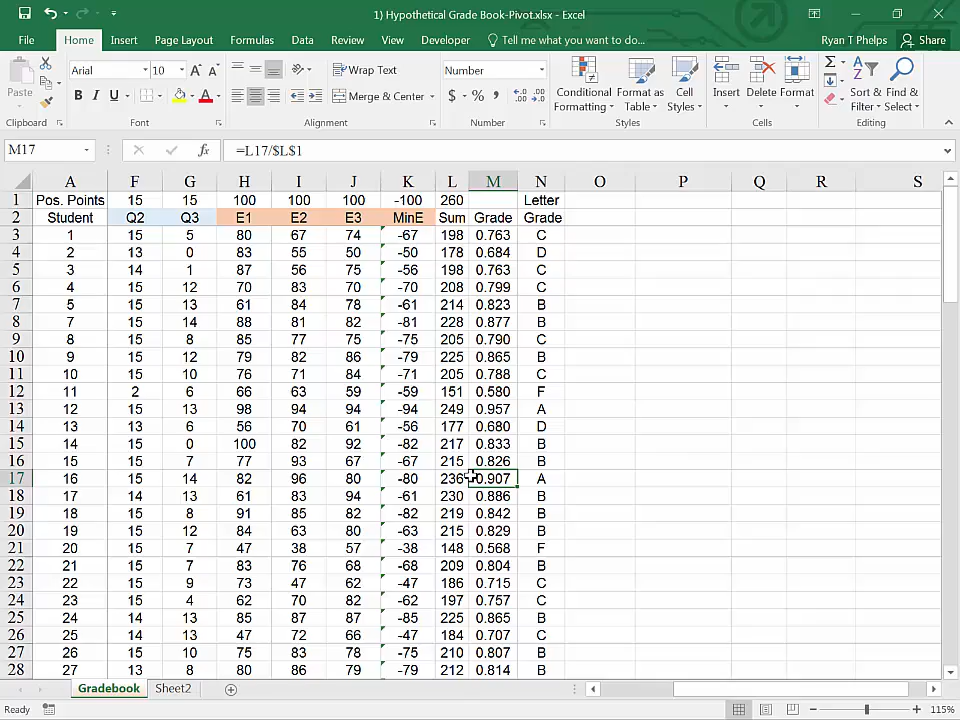 1) Hypothetical Grade Book-Pivot.xlsx - Excel
File Home Insert Page Layout Formulas Data Review View Developer Tell me what you want to do... Ryan T Phelps Share
Paste Arial 10 B I U A A Wrap Text Merge & Center Number $ % Conditional Formatting Format as Table Cell Styles Insert Delete Format Sort & Filter Find & Select
Clipboard Font Alignment Number Styles Cells Editing
M17 fx =L17/$L$1
A F G H I J K L M N O P Q R S
1 Pos. Points 15 15 100 100 100 -100 260 Letter
2 Student Q2 Q3 E1 E2 E3 MinE Sum Grade Grade
3 1 15 5 80 67 74 -67 198 0.763 C
4 2 13 0 83 55 50 -50 178 0.684 D
5 3 14 1 87 56 75 -56 198 0.763 C
6 4 15 12 70 83 70 -70 208 0.799 C
7 5 15 13 61 84 78 -61 214 0.823 B
8 7 15 14 88 81 82 -81 228 0.877 B
9 8 15 8 85 77 75 -75 205 0.790 C
10 9 15 12 79 82 86 -79 225 0.865 B
11 10 15 10 76 71 84 -71 205 0.788 C
12 11 2 6 66 63 59 -59 151 0.580 F
13 12 15 13 98 94 94 -94 249 0.957 A
14 13 13 6 56 70 61 -56 177 0.680 D
15 14 15 0 100 82 92 -82 217 0.833 B
16 15 15 7 77 93 67 -67 215 0.826 B
17 16 15 14 82 96 80 -80 236 0.907 A
18 17 14 13 61 83 94 -61 230 0.886 B
19 18 15 8 91 85 82 -82 219 0.842 B
20 19 15 12 84 63 80 -63 215 0.829 B
21 20 15 7 47 38 57 -38 148 0.568 F
22 21 15 7 83 76 68 -68 209 0.804 B
23 22 15 9 73 47 62 -47 186 0.715 C
24 23 15 4 62 70 82 -62 197 0.757 C
25 24 14 13 85 87 87 -85 225 0.865 B
26 25 14 13 47 72 66 -47 184 0.707 C
27 26 15 10 75 83 78 -75 210 0.807 B
28 27 13 8 80 86 79 -79 212 0.814 B
Gradebook Sheet2
Ready 115%